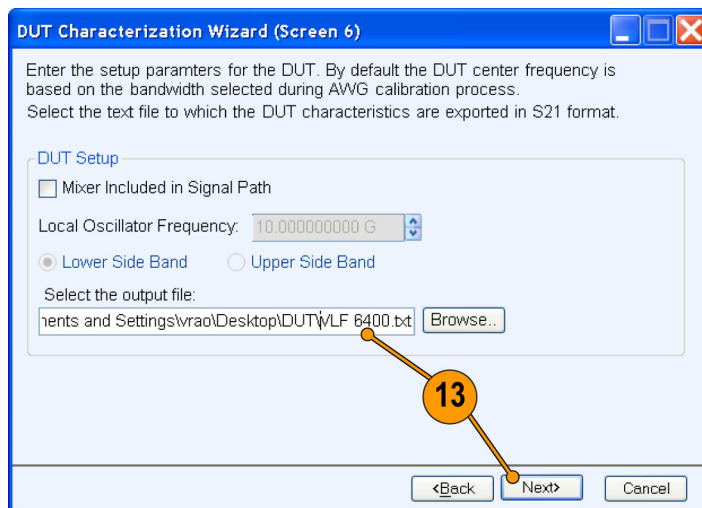 DUT Characterization Wizard (Screen 6)
Enter the setup paramters for the DUT. By default the DUT center frequency is
based on the bandwidth selected during AWG calibration process.
Select the text file to which the DUT characteristics are exported in S21 format.
DUT Setup
Mixer Included in Signal Path
Local Oscillator Frequency: 10.000000000 G
Lower Side Band Upper Side Band
Select the output file:
nents and Settings\vrao\Desktop\DUT\VLF 6400.txt Browse..
13
<Back Next> Cancel